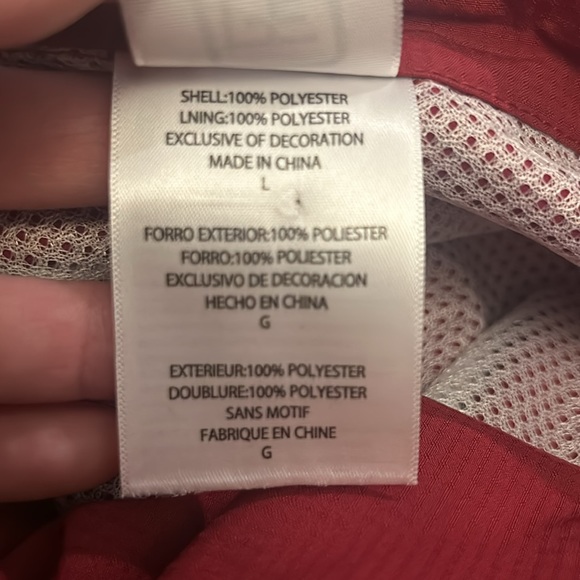 SHELL:100% POLYESTER
LNING:100% POLYESTER
EXCLUSIVE OF DECORATION
MADE IN CHINA
L
FORRO EXTERIOR:100% POLIESTER
FORRO:100% POLIESTER
EXCLUSIVO DE DECORACION
HECHO EN CHINA
G
EXTERIEUR:100% POLYESTER
DOUBLURE:100% POLYESTER
SANS MOTIF
FABRIQUE EN CHINE
G